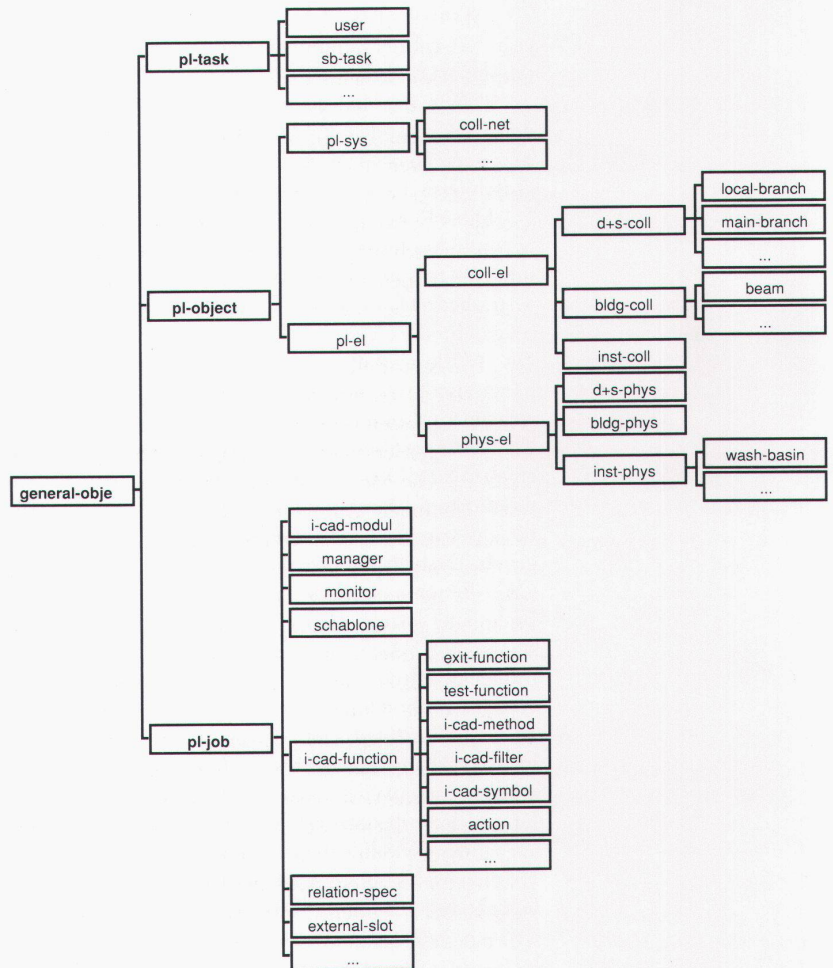 user
pl-task
sb-task
...
coll-net
pl-sys
...
local-branch
d+s-coll
main-branch
...
coll-el
beam
pl-object
bldg-coll
...
pl-el
inst-coll
d+s-phys
bldg-phys
phys-el
wash-basin
inst-phys
...
general-obje
i-cad-modul
manager
monitor
schablone
exit-function
test-function
i-cad-method
pl-job
i-cad-function
i-cad-filter
i-cad-symbol
action
...
relation-spec
external-slot
...